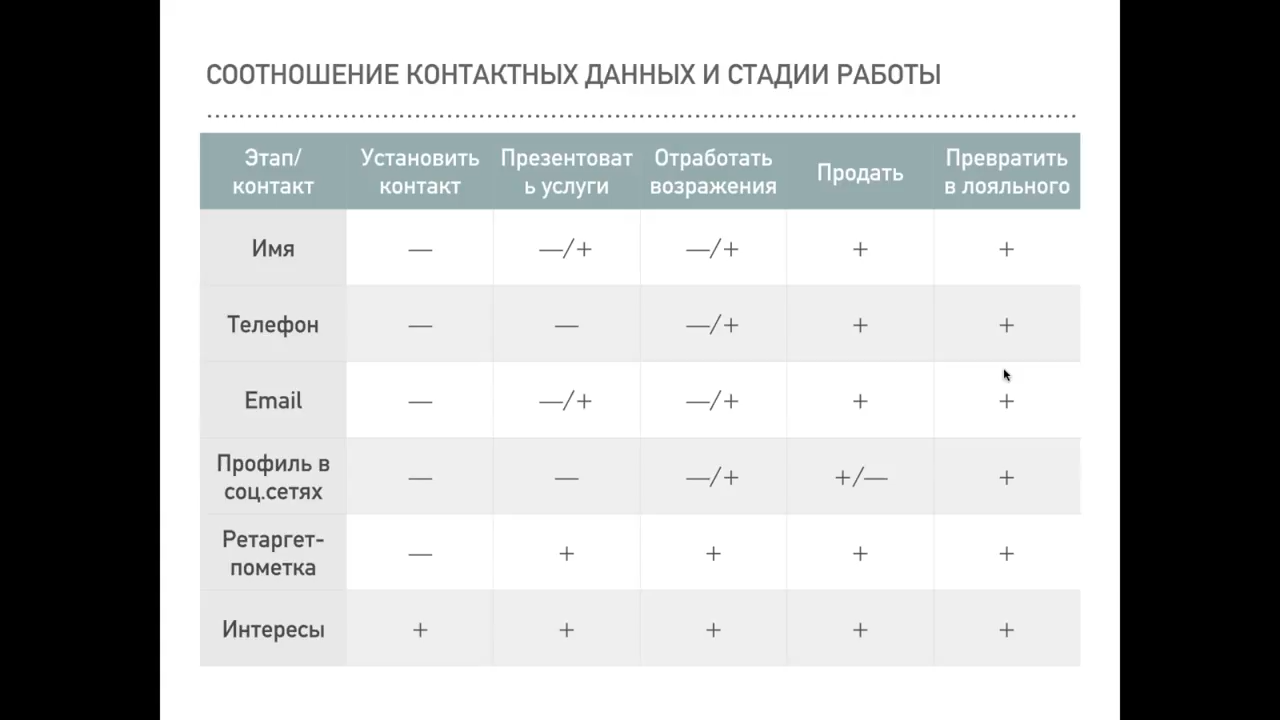 СООТНОШЕНИЕ КОНТАКТНЫХ ДАННЫХ И СТАДИИ РАБОТЫ
Этап/ контакт | Установить контакт | Презентоват ь услуги | Отработать возражения | Продать | Превратить в лояльного
Имя | — | —/+ | —/+ | + | +
Телефон | — | — | —/+ | + | +
Email | — | —/+ | —/+ | + | +
Профиль в соц.сетях | — | — | —/+ | +/— | +
Ретаргет- пометка | — | + | + | + | +
Интересы | + | + | + | + | +